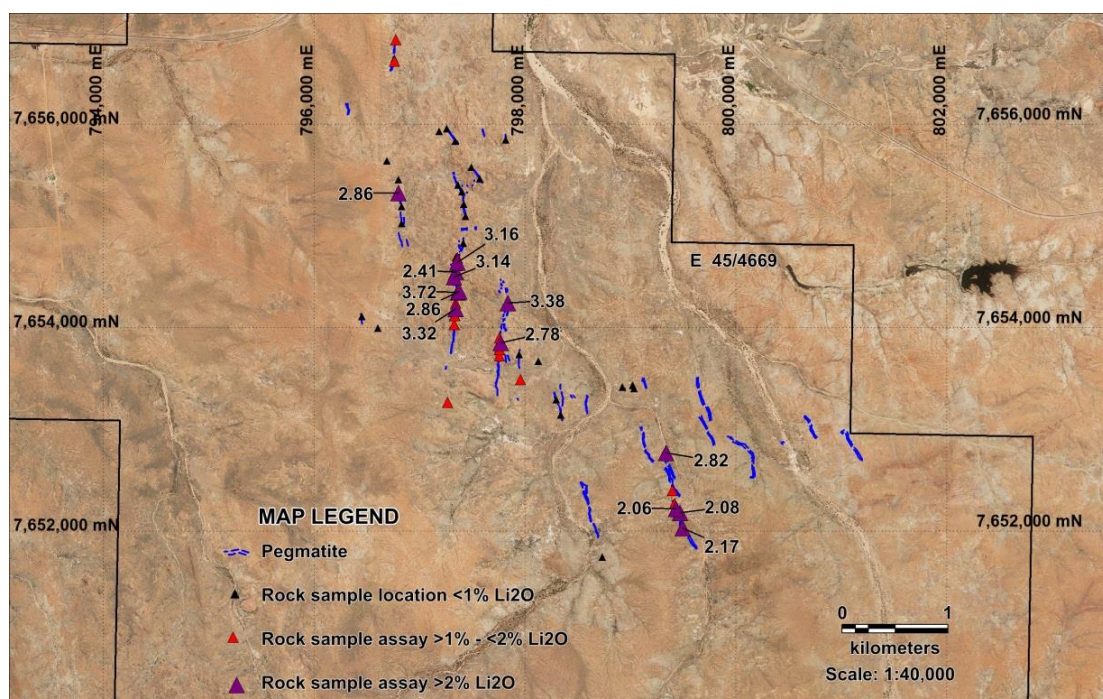 794,000 mE
796,000 mE
798,000 mE
800,000 mE
802,000 mE
7,656,000 mN
7,656,000 mN
2.86
3.16
3.14
2.41
3.72
2.86
3.32
3.38
2.78
E 45/4669
7,654,000 mN
7,654,000 mN
2.82
2.06
2.08
2.17
7,652,000 mN
7,652,000 mN
MAP LEGEND
Pegmatite
Rock sample location <1% Li2O
Rock sample assay >1% - <2% Li2O
Rock sample assay >2% Li2O
0 1
kilometers
Scale: 1:40,000